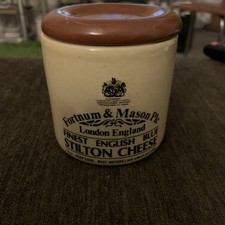 Fortnum & Mason Plc
London England
FINEST ENGLISH BLUE
STILTON CHEESE